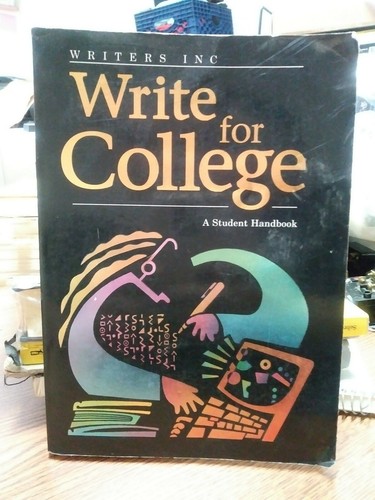 WRITERS INC
Write
for
College
A Student Handbook